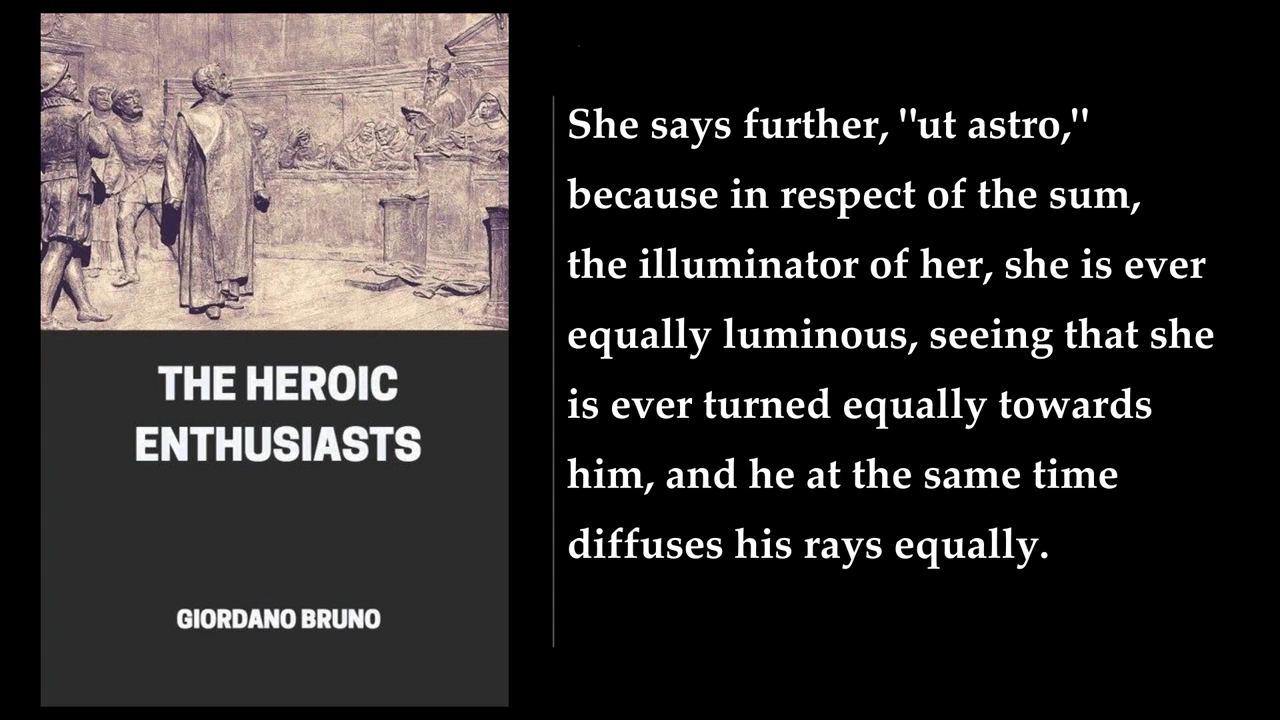 THE HEROIC
ENTHUSIASTS
GIORDANO BRUNO
She says further, "ut astro,"
because in respect of the sum,
the illuminator of her, she is ever
equally luminous, seeing that she
is ever turned equally towards
him, and he at the same time
diffuses his rays equally.